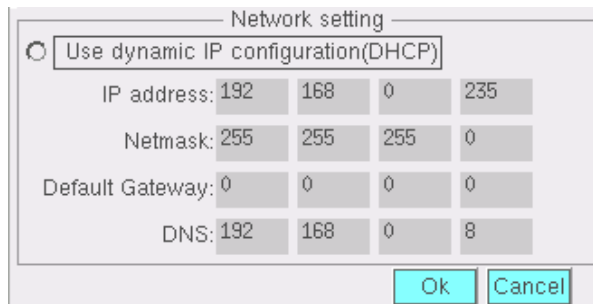 Network setting
Use dynamic IP configuration(DHCP)
IP address: 192 168 0 235
Netmask: 255 255 255 0
Default Gateway: 0 0 0 0
DNS: 192 168 0 8
Ok Cancel